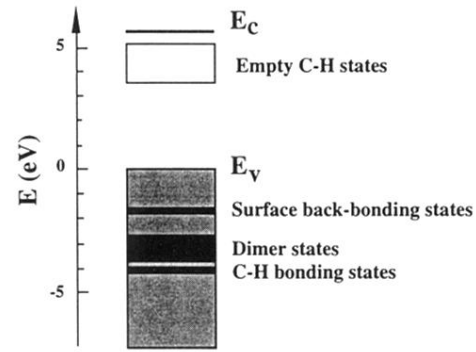 E_C
5
Empty C-H states
E (eV)
0
E_v
Surface back-bonding states
Dimer states
C-H bonding states
-5